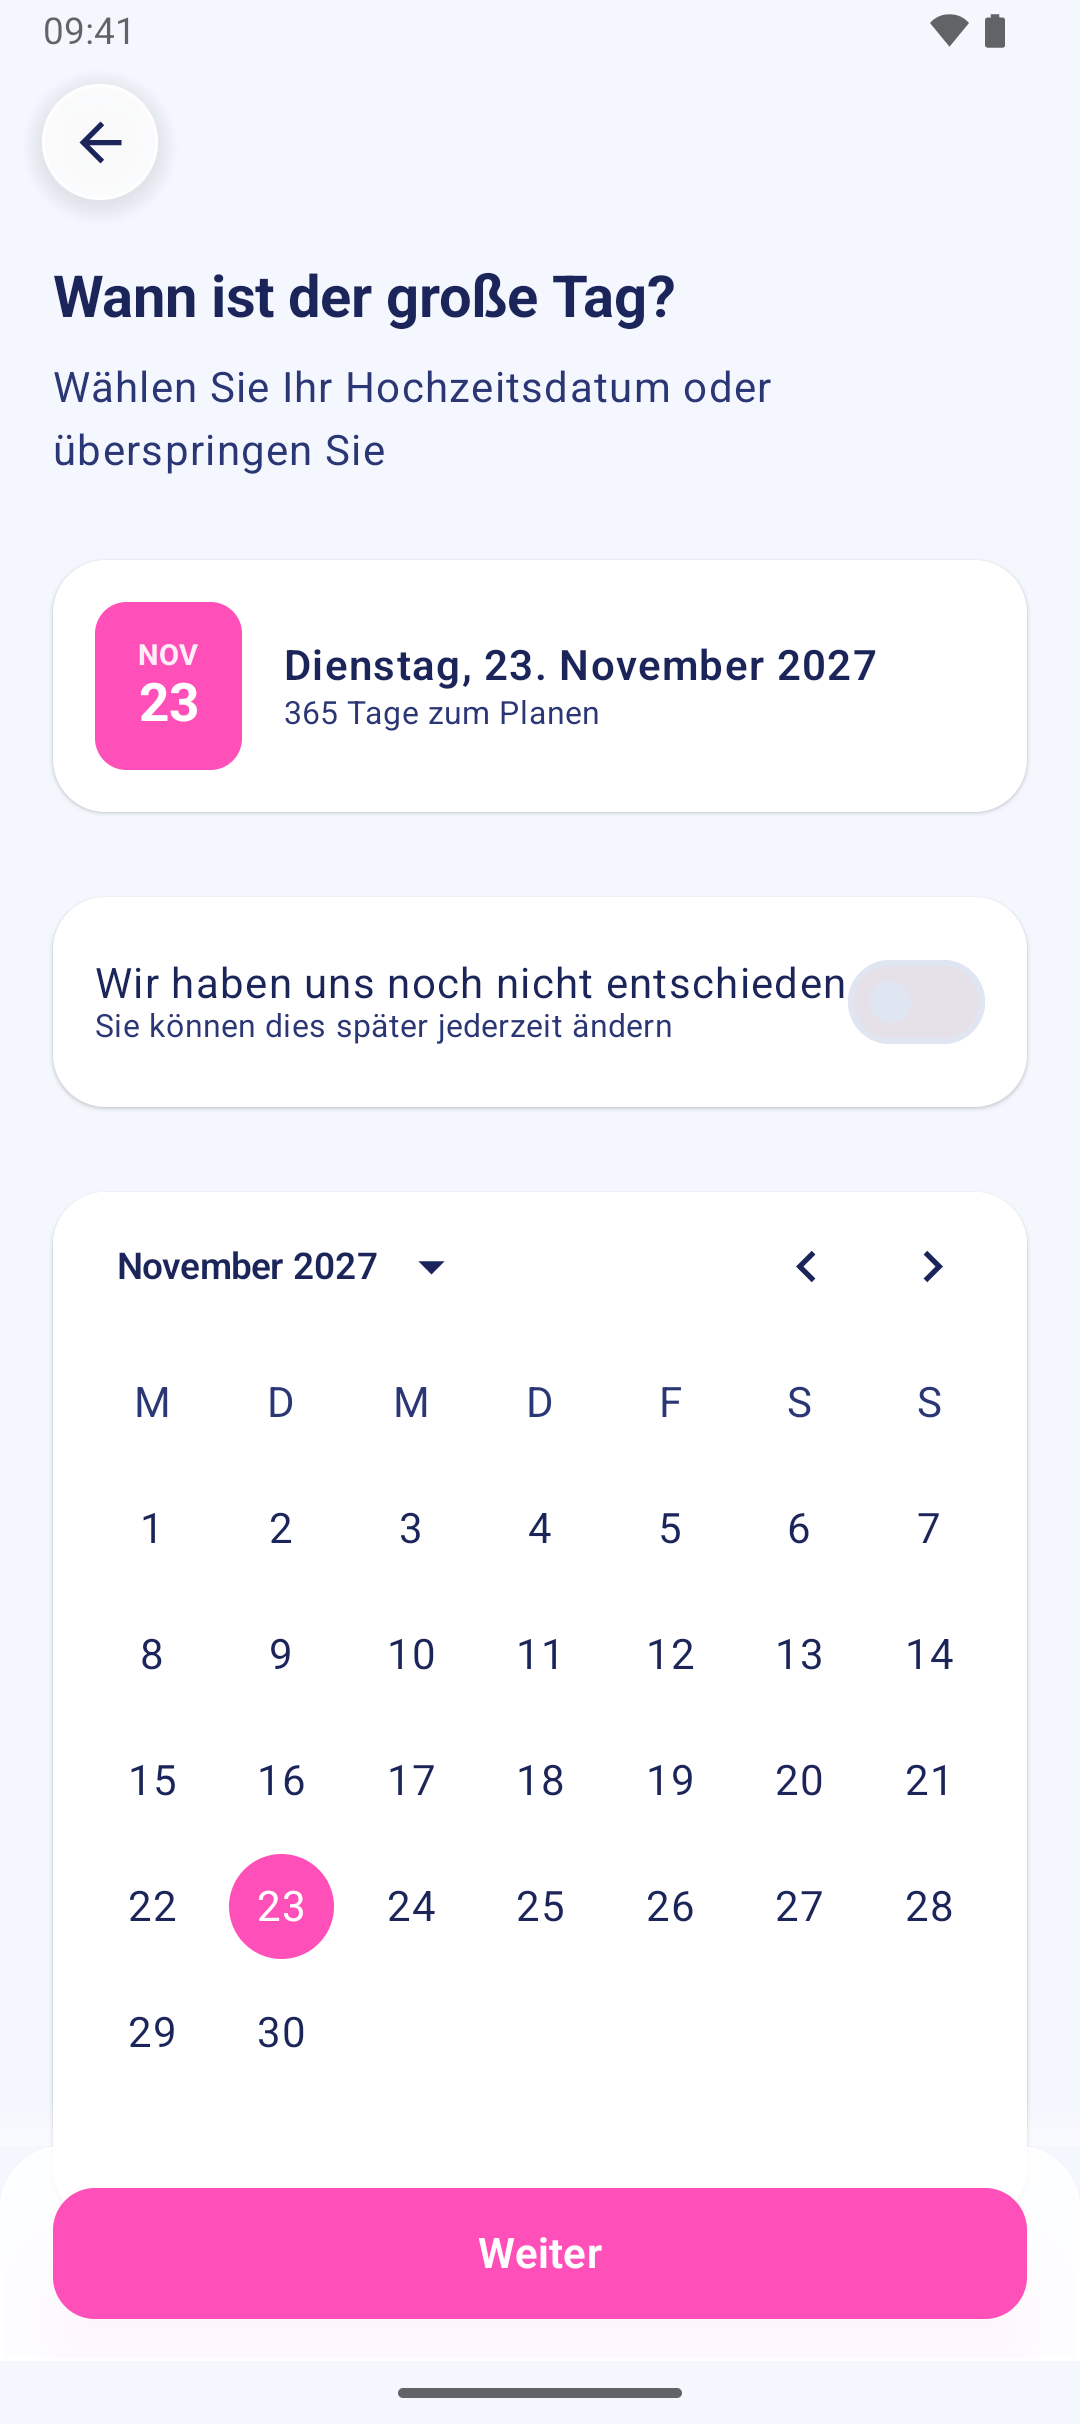 09:41
Wann ist der große Tag?
Wählen Sie Ihr Hochzeitsdatum oder
überspringen Sie
NOV
23
Dienstag, 23. November 2027
365 Tage zum Planen
Wir haben uns noch nicht entschieden
Sie können dies später jederzeit ändern
November 2027
M D M D F S S
1 2 3 4 5 6 7
8 9 10 11 12 13 14
15 16 17 18 19 20 21
22 23 24 25 26 27 28
29 30
Weiter